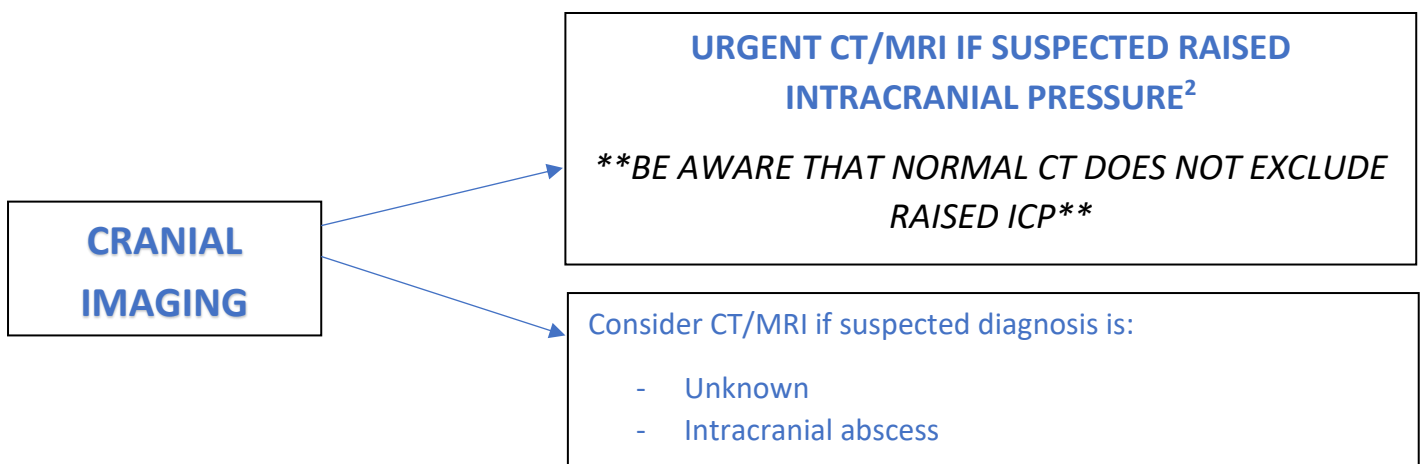 URGENT CT/MRI IF SUSPECTED RAISED
INTRACRANIAL PRESSURE²
**BE AWARE THAT NORMAL CT DOES NOT EXCLUDE
RAISED ICP**
CRANIAL
IMAGING
Consider CT/MRI if suspected diagnosis is:
- Unknown
- Intracranial abscess